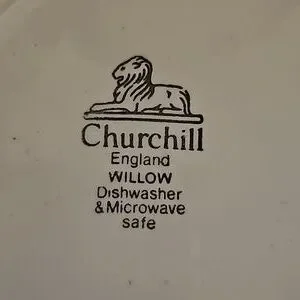 Churchill
England
WILLOW
Dishwasher
& Microwave
safe